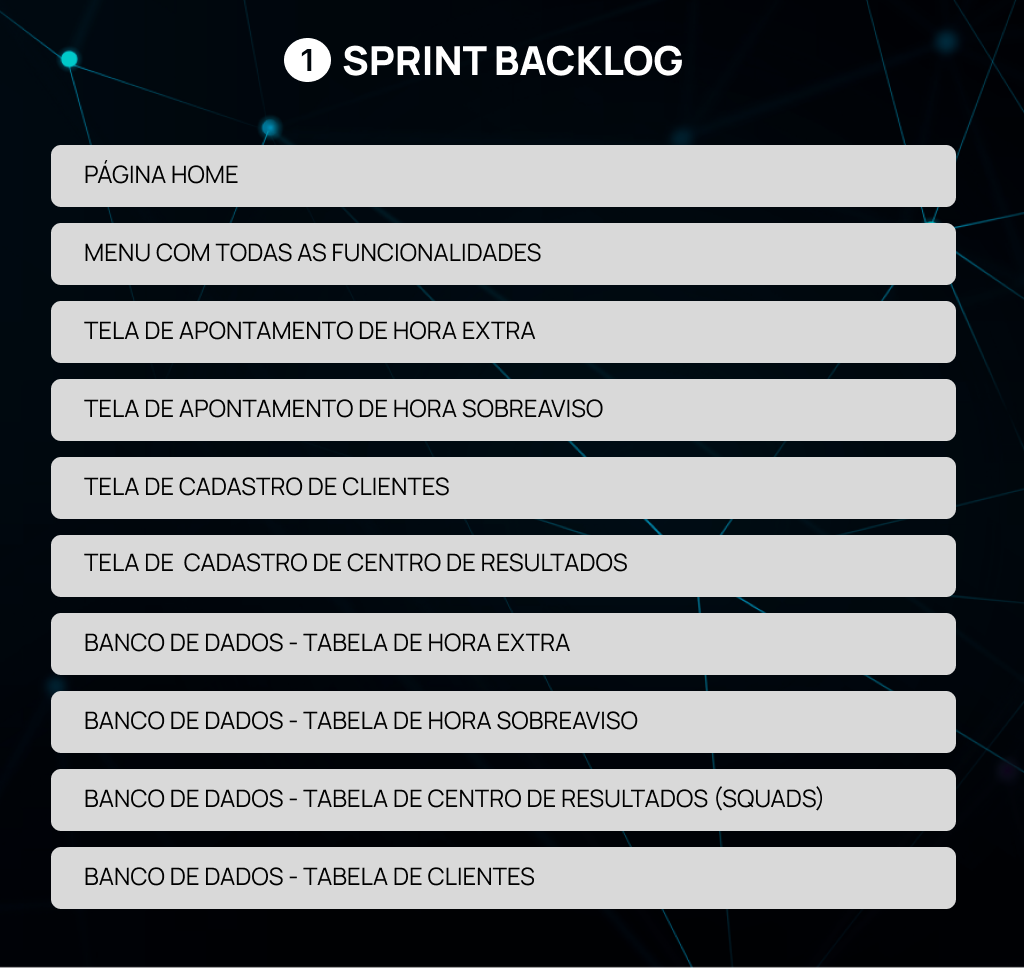 1 SPRINT BACKLOG
PÁGINA HOME
MENU COM TODAS AS FUNCIONALIDADES
TELA DE APONTAMENTO DE HORA EXTRA
TELA DE APONTAMENTO DE HORA SOBREAVISO
TELA DE CADASTRO DE CLIENTES
TELA DE  CADASTRO DE CENTRO DE RESULTADOS
BANCO DE DADOS - TABELA DE HORA EXTRA
BANCO DE DADOS - TABELA DE HORA SOBREAVISO
BANCO DE DADOS - TABELA DE CENTRO DE RESULTADOS (SQUADS)
BANCO DE DADOS - TABELA DE CLIENTES